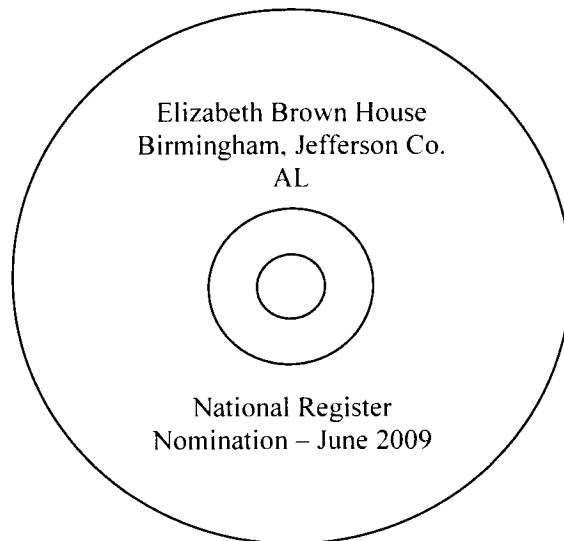 Elizabeth Brown House
Birmingham, Jefferson Co.
AL
National Register
Nomination – June 2009